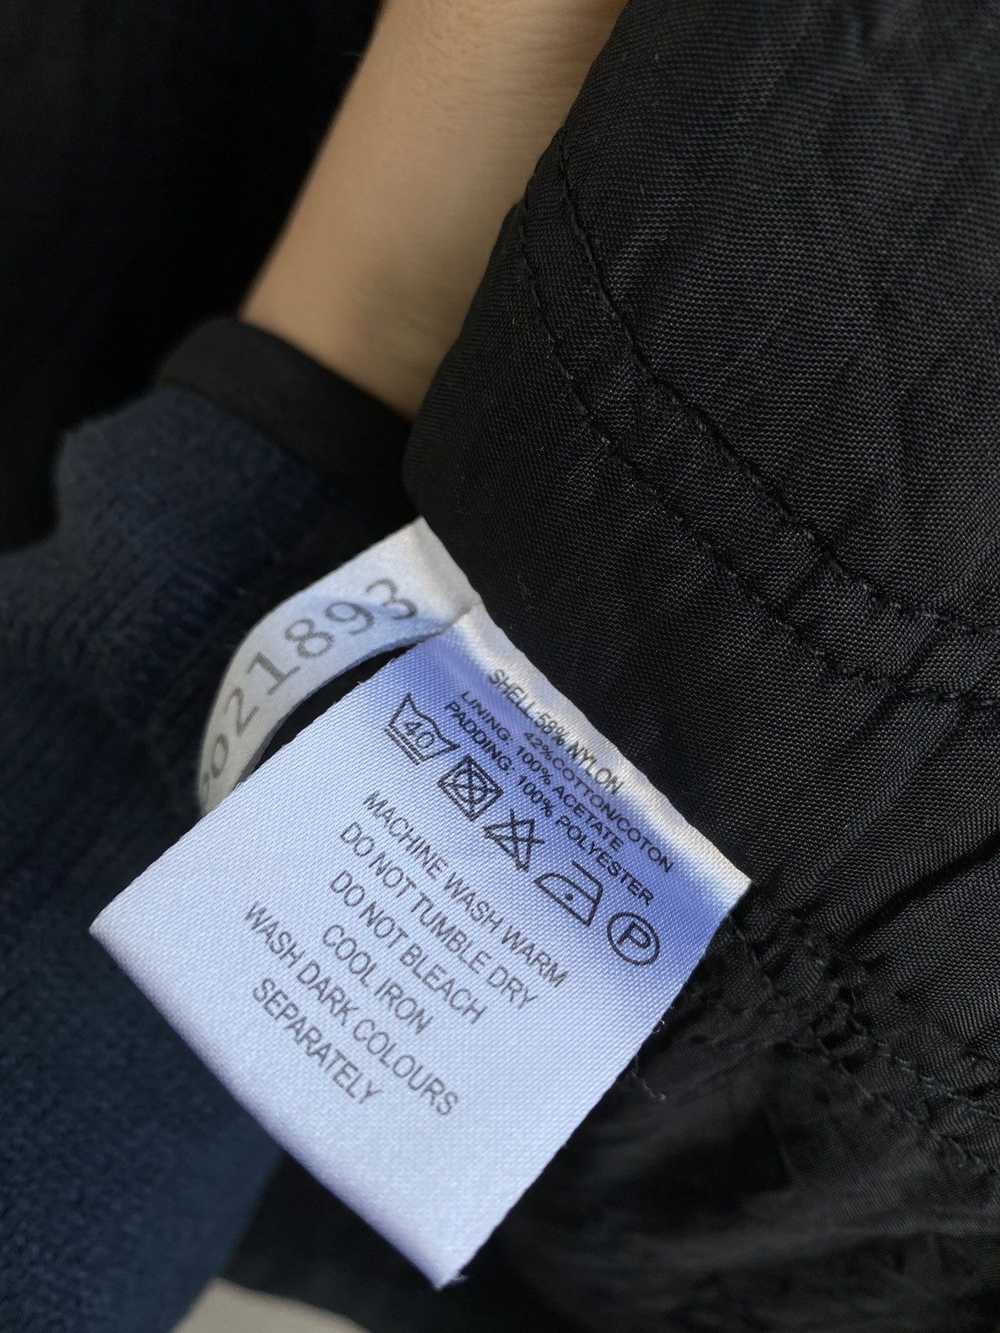 021893
SHELL:58% NYLON
42%COTTON/COTON
LINING: 100% ACETATE
PADDING: 100% POLYESTER
40
P
MACHINE WASH WARM
DO NOT TUMBLE DRY
DO NOT BLEACH
COOL IRON
WASH DARK COLOURS
SEPARATELY